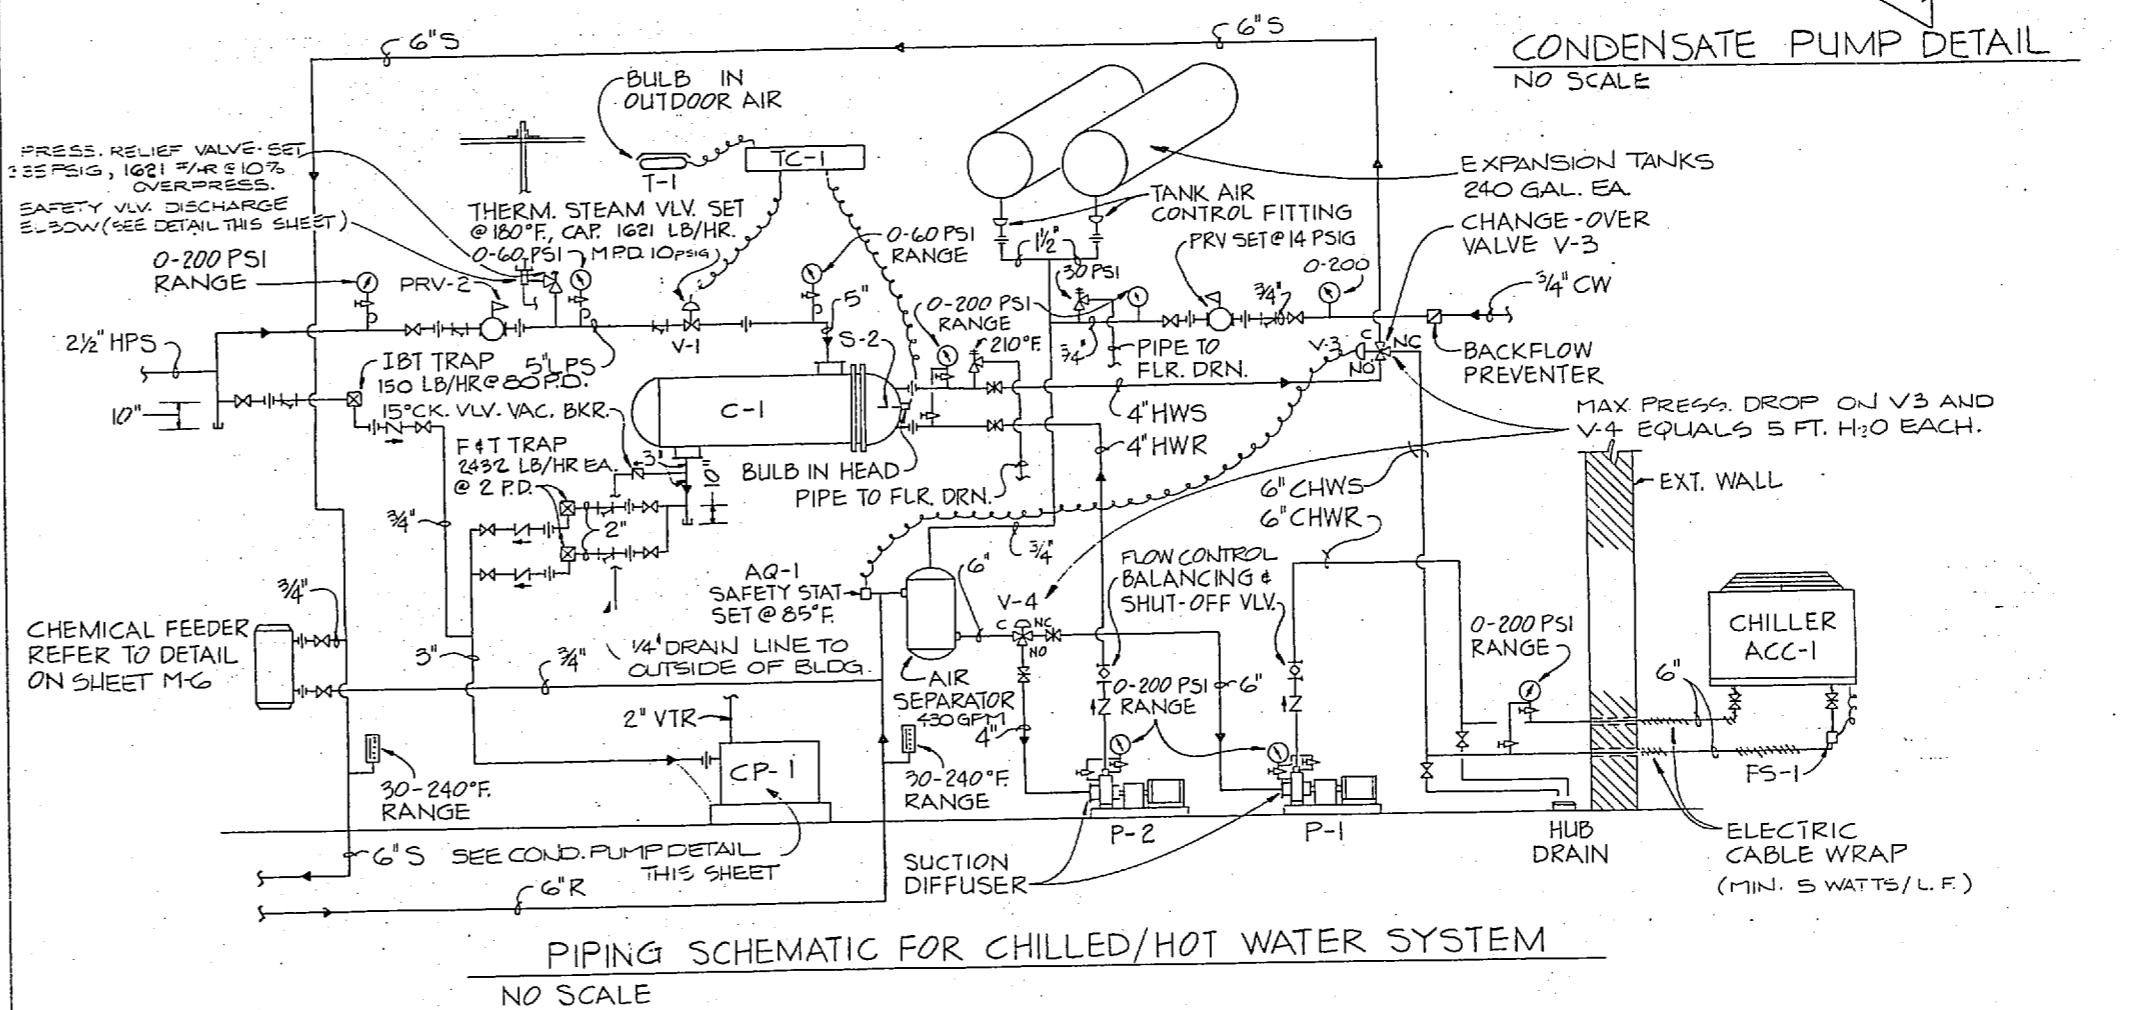 CONDENSATE PUMP DETAIL
NO SCALE
6"S
6"S
BULB IN
OUTDOOR AIR
T-1
TC-1
PRESS. RELIEF VALVE-SET
PSIG, 1621 #/HR @ 10%
OVERPRESS.
SAFETY VLV. DISCHARGE
ELBOW (SEE DETAIL THIS SHEET)
THERM. STEAM VLV. SET
@ 180°F., CAP. 1621 LB/HR.
M.P.D. 10 PSIG
0-60 PSI
0-200 PSI
RANGE
PRV-2
0-60 PSI
RANGE
5"
2½" HPS
10"
IBT TRAP
150 LB/HR @ 80 P.D.
5" LPS
V-1
S-2
15° CK. VLV. VAC. BKR.
F&T TRAP
2432 LB/HR EA.
@ 2 P.D.
3"
10"
2"
3/4"
C-1
BULB IN HEAD
PIPE TO FLR. DRN.
EXPANSION TANKS
240 GAL. EA.
TANK AIR
CONTROL FITTING
1½"
CHANGE-OVER
VALVE V-3
PRV SET @ 14 PSIG
30 PSI
0-200
3/4"
3/4" CW
0-200 PSI
RANGE
210°F.
3/4"
PIPE TO
FLR. DRN.
V-3
C
NC
NO
BACKFLOW
PREVENTER
4" HWS
4" HWR
MAX. PRESS. DROP ON V3 AND
V-4 EQUALS 5 FT. H2O EACH.
EXT. WALL
6" CHWS
6" CHWR
3/4"
AQ-1
SAFETY STAT
SET @ 85°F.
6"
V-4
C
NC
NO
FLOW CONTROL
BALANCING &
SHUT-OFF VLV.
3/4"
CHEMICAL FEEDER
REFER TO DETAIL
ON SHEET M-6
3"
3/4"
1/4" DRAIN LINE TO
OUTSIDE OF BLDG.
AIR
SEPARATOR
430 GPM
4"
0-200 PSI
RANGE
6"
0-200 PSI
RANGE
6"
CHILLER
ACC-1
FS-1
2" VTR
CP-1
30-240°F.
RANGE
30-240°F.
RANGE
P-2
P-1
HUB
DRAIN
ELECTRIC
CABLE WRAP
(MIN. 5 WATTS/L.F.)
6"S
SEE COND. PUMP DETAIL
THIS SHEET
SUCTION
DIFFUSER
6"R
PIPING SCHEMATIC FOR CHILLED/HOT WATER SYSTEM
NO SCALE